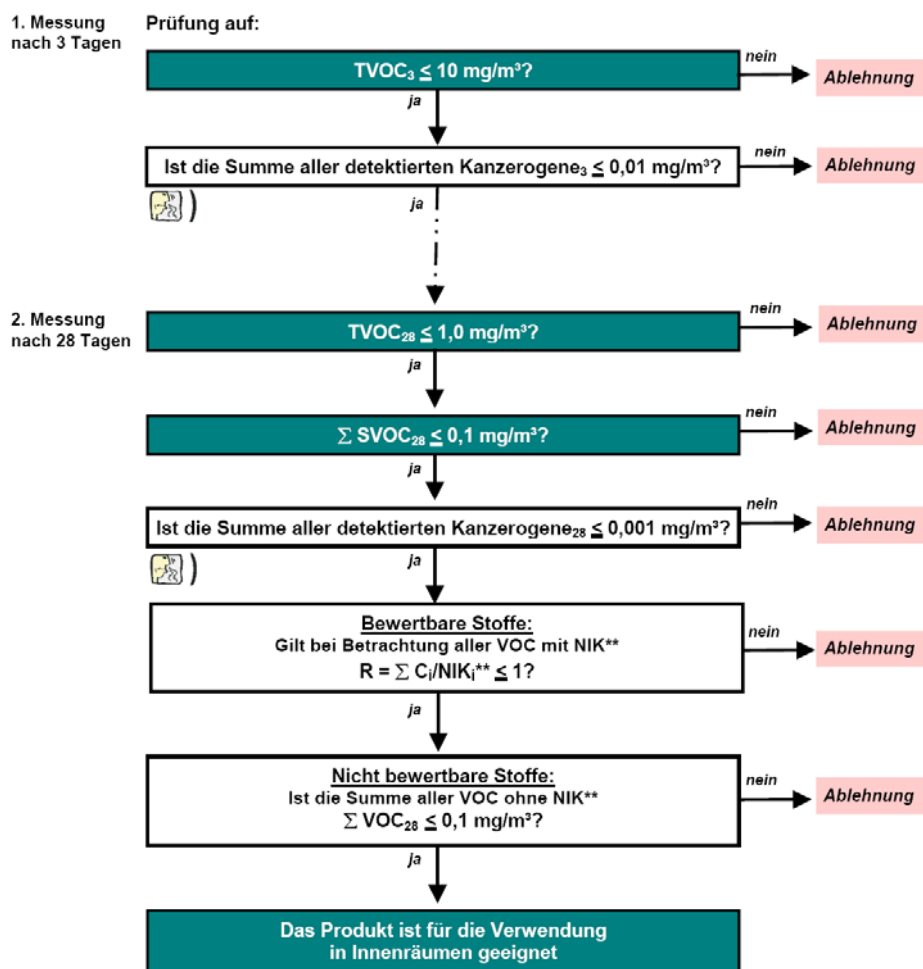 1. Messung
nach 3 Tagen
Prüfung auf:
TVOC₃ ≤ 10 mg/m³?
nein
Ablehnung
ja
Ist die Summe aller detektierten Kanzerogene₃ ≤ 0,01 mg/m³?
nein
Ablehnung
)
ja
2. Messung
nach 28 Tagen
TVOC₂₈ ≤ 1,0 mg/m³?
nein
Ablehnung
ja
Σ SVOC₂₈ ≤ 0,1 mg/m³?
nein
Ablehnung
ja
Ist die Summe aller detektierten Kanzerogene₂₈ ≤ 0,001 mg/m³?
nein
Ablehnung
)
ja
Bewertbare Stoffe:
Gilt bei Betrachtung aller VOC mit NIK**
R = Σ Cᵢ/NIKᵢ** ≤ 1?
nein
Ablehnung
ja
Nicht bewertbare Stoffe:
Ist die Summe aller VOC ohne NIK**
Σ VOC₂₈ ≤ 0,1 mg/m³?
nein
Ablehnung
ja
Das Produkt ist für die Verwendung
in Innenräumen geeignet